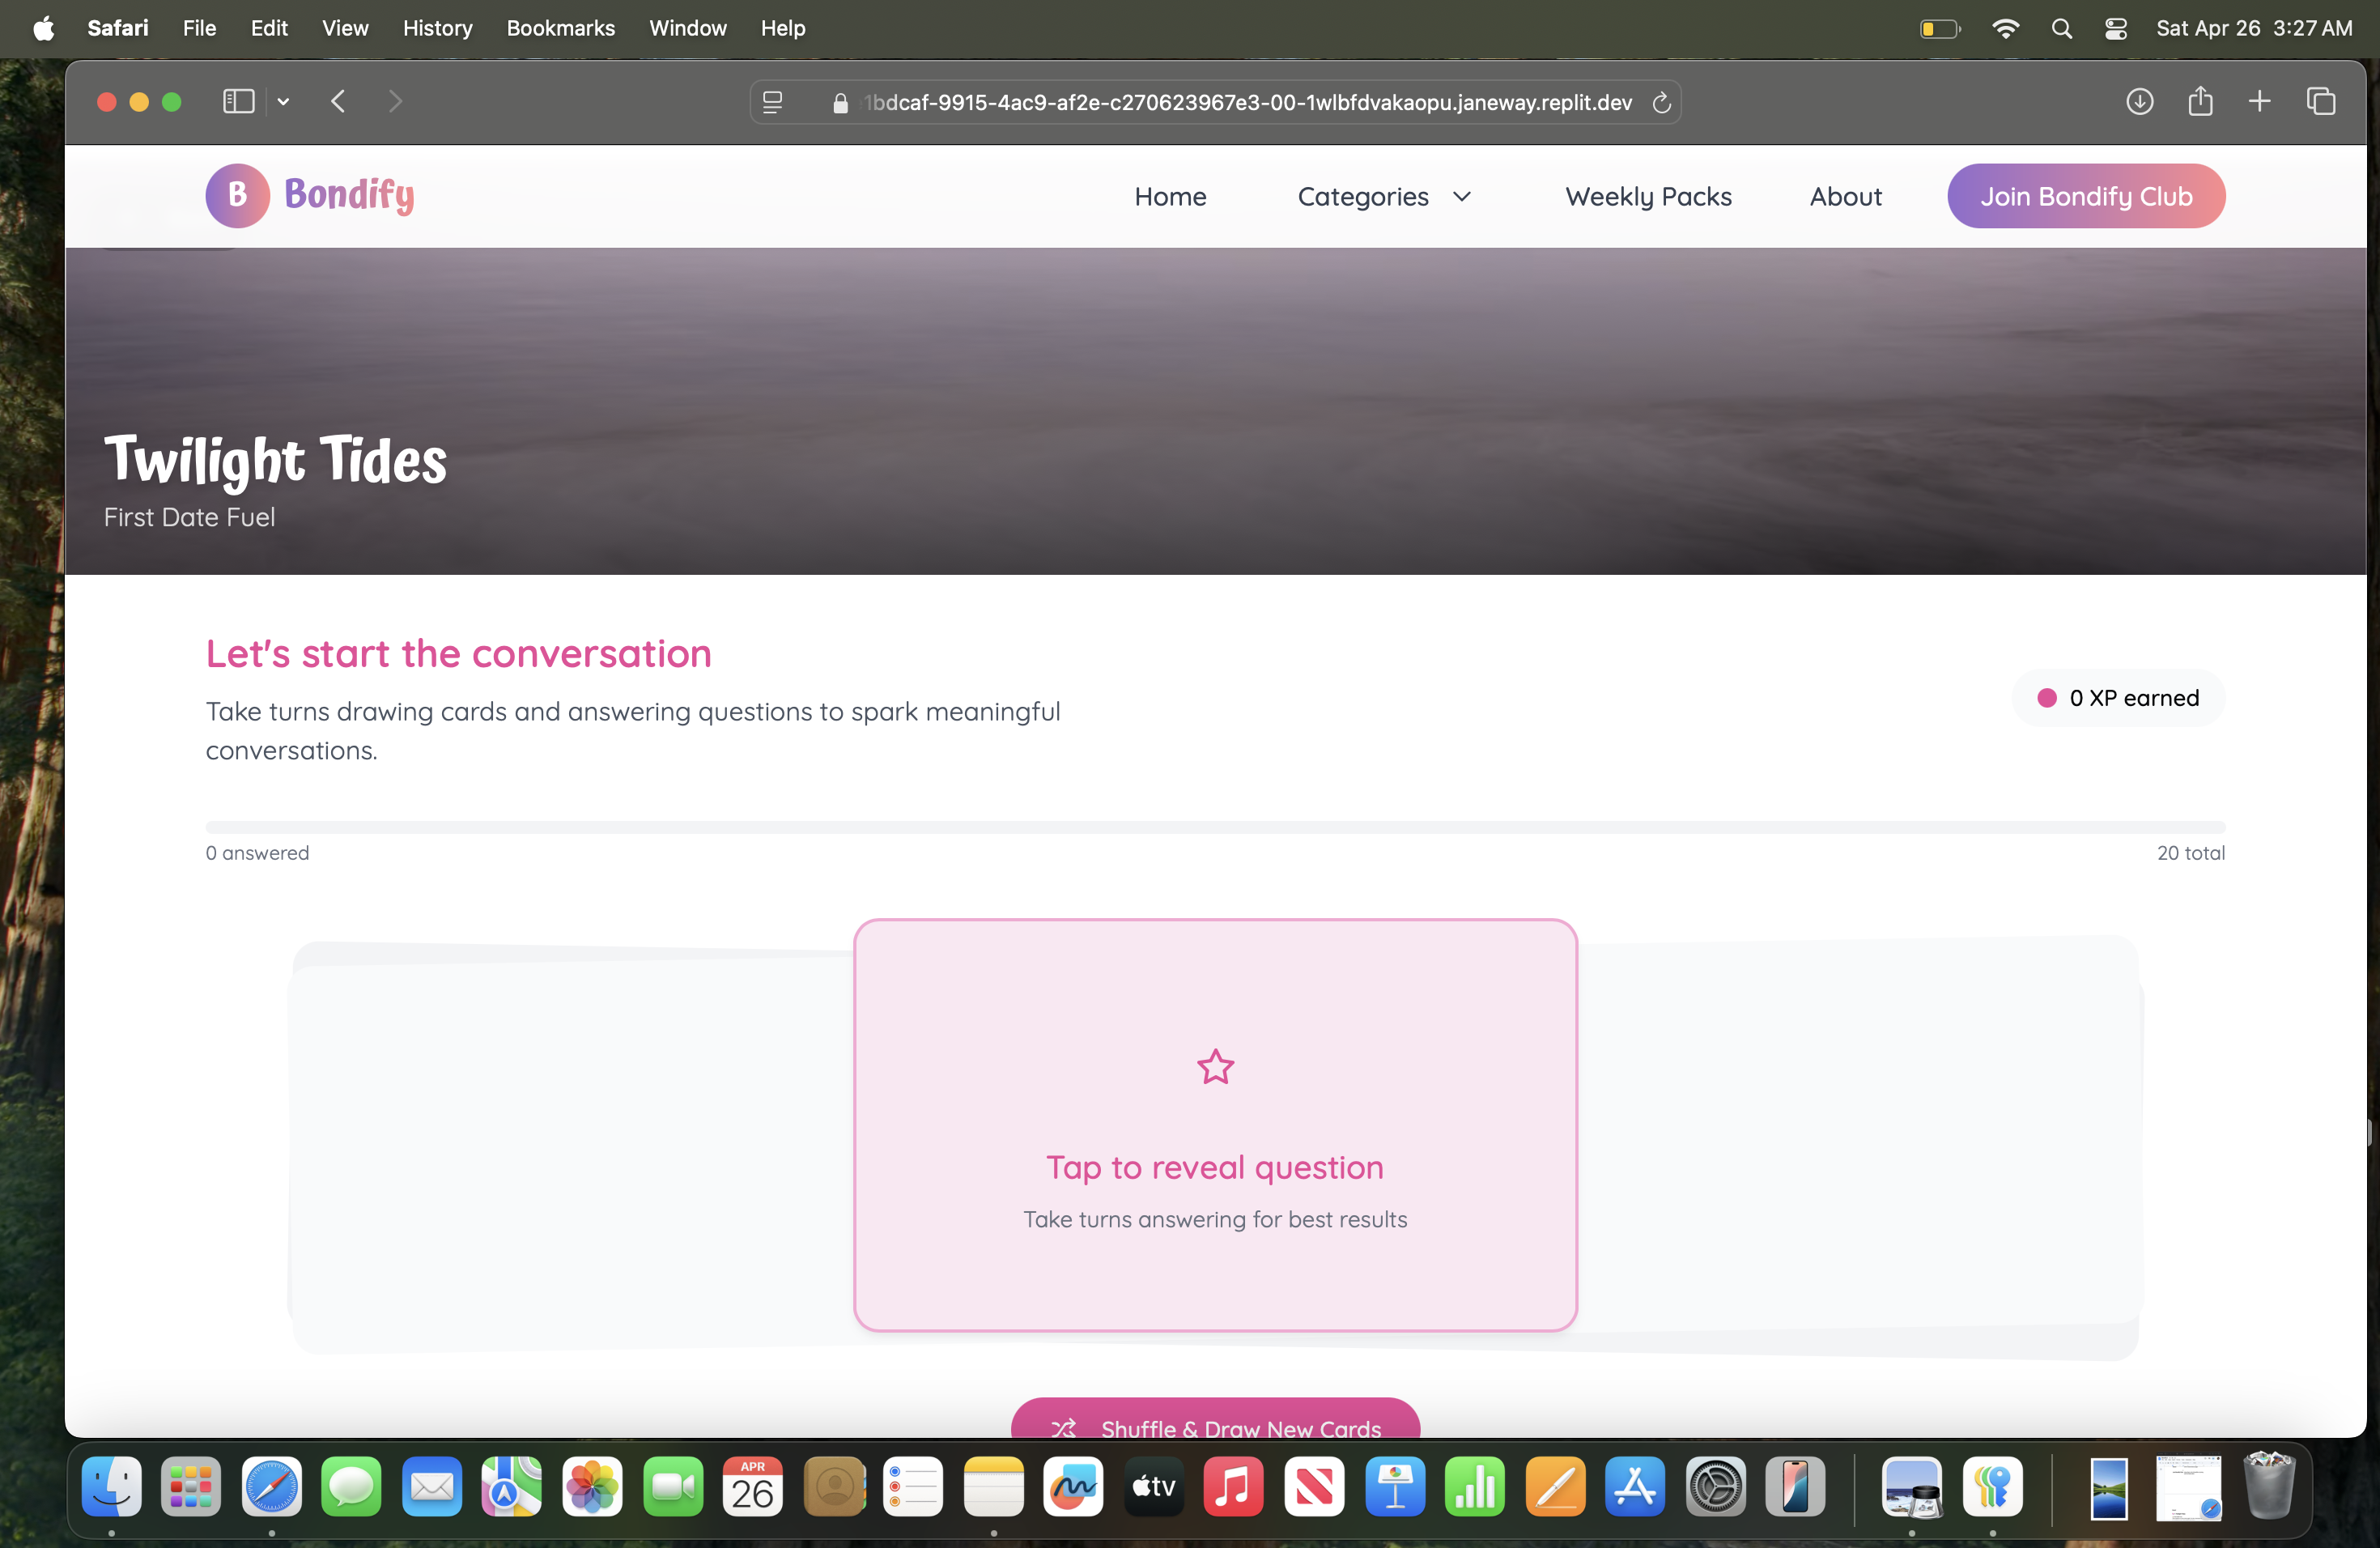 Safari File Edit View History Bookmarks Window Help Sat Apr 26 3:27 AM
1bdcaf-9915-4ac9-af2e-c270623967e3-00-1wlbfdvakaopu.janeway.replit.dev
B Bondify Home Categories Weekly Packs About Join Bondify Club
Twilight Tides
First Date Fuel
Let's start the conversation
Take turns drawing cards and answering questions to spark meaningful
conversations.
0 XP earned
0 answered 20 total
Tap to reveal question
Take turns answering for best results
Shuffle & Draw New Cards
APR
26
tv